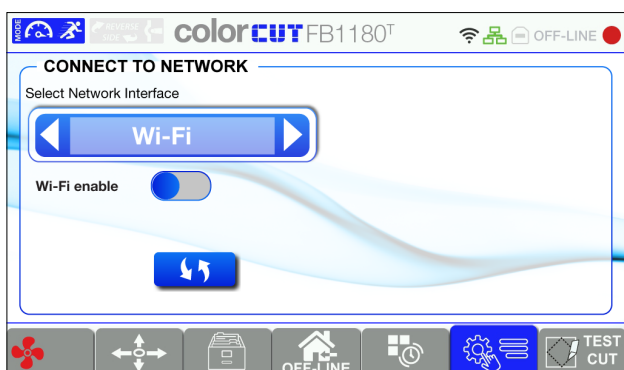 MODE
REVERSE
SIDE
colorcut FB1180T
OFF-LINE
CONNECT TO NETWORK
Select Network Interface
Wi-Fi
Wi-Fi enable
OFF-LINE
TEST
CUT